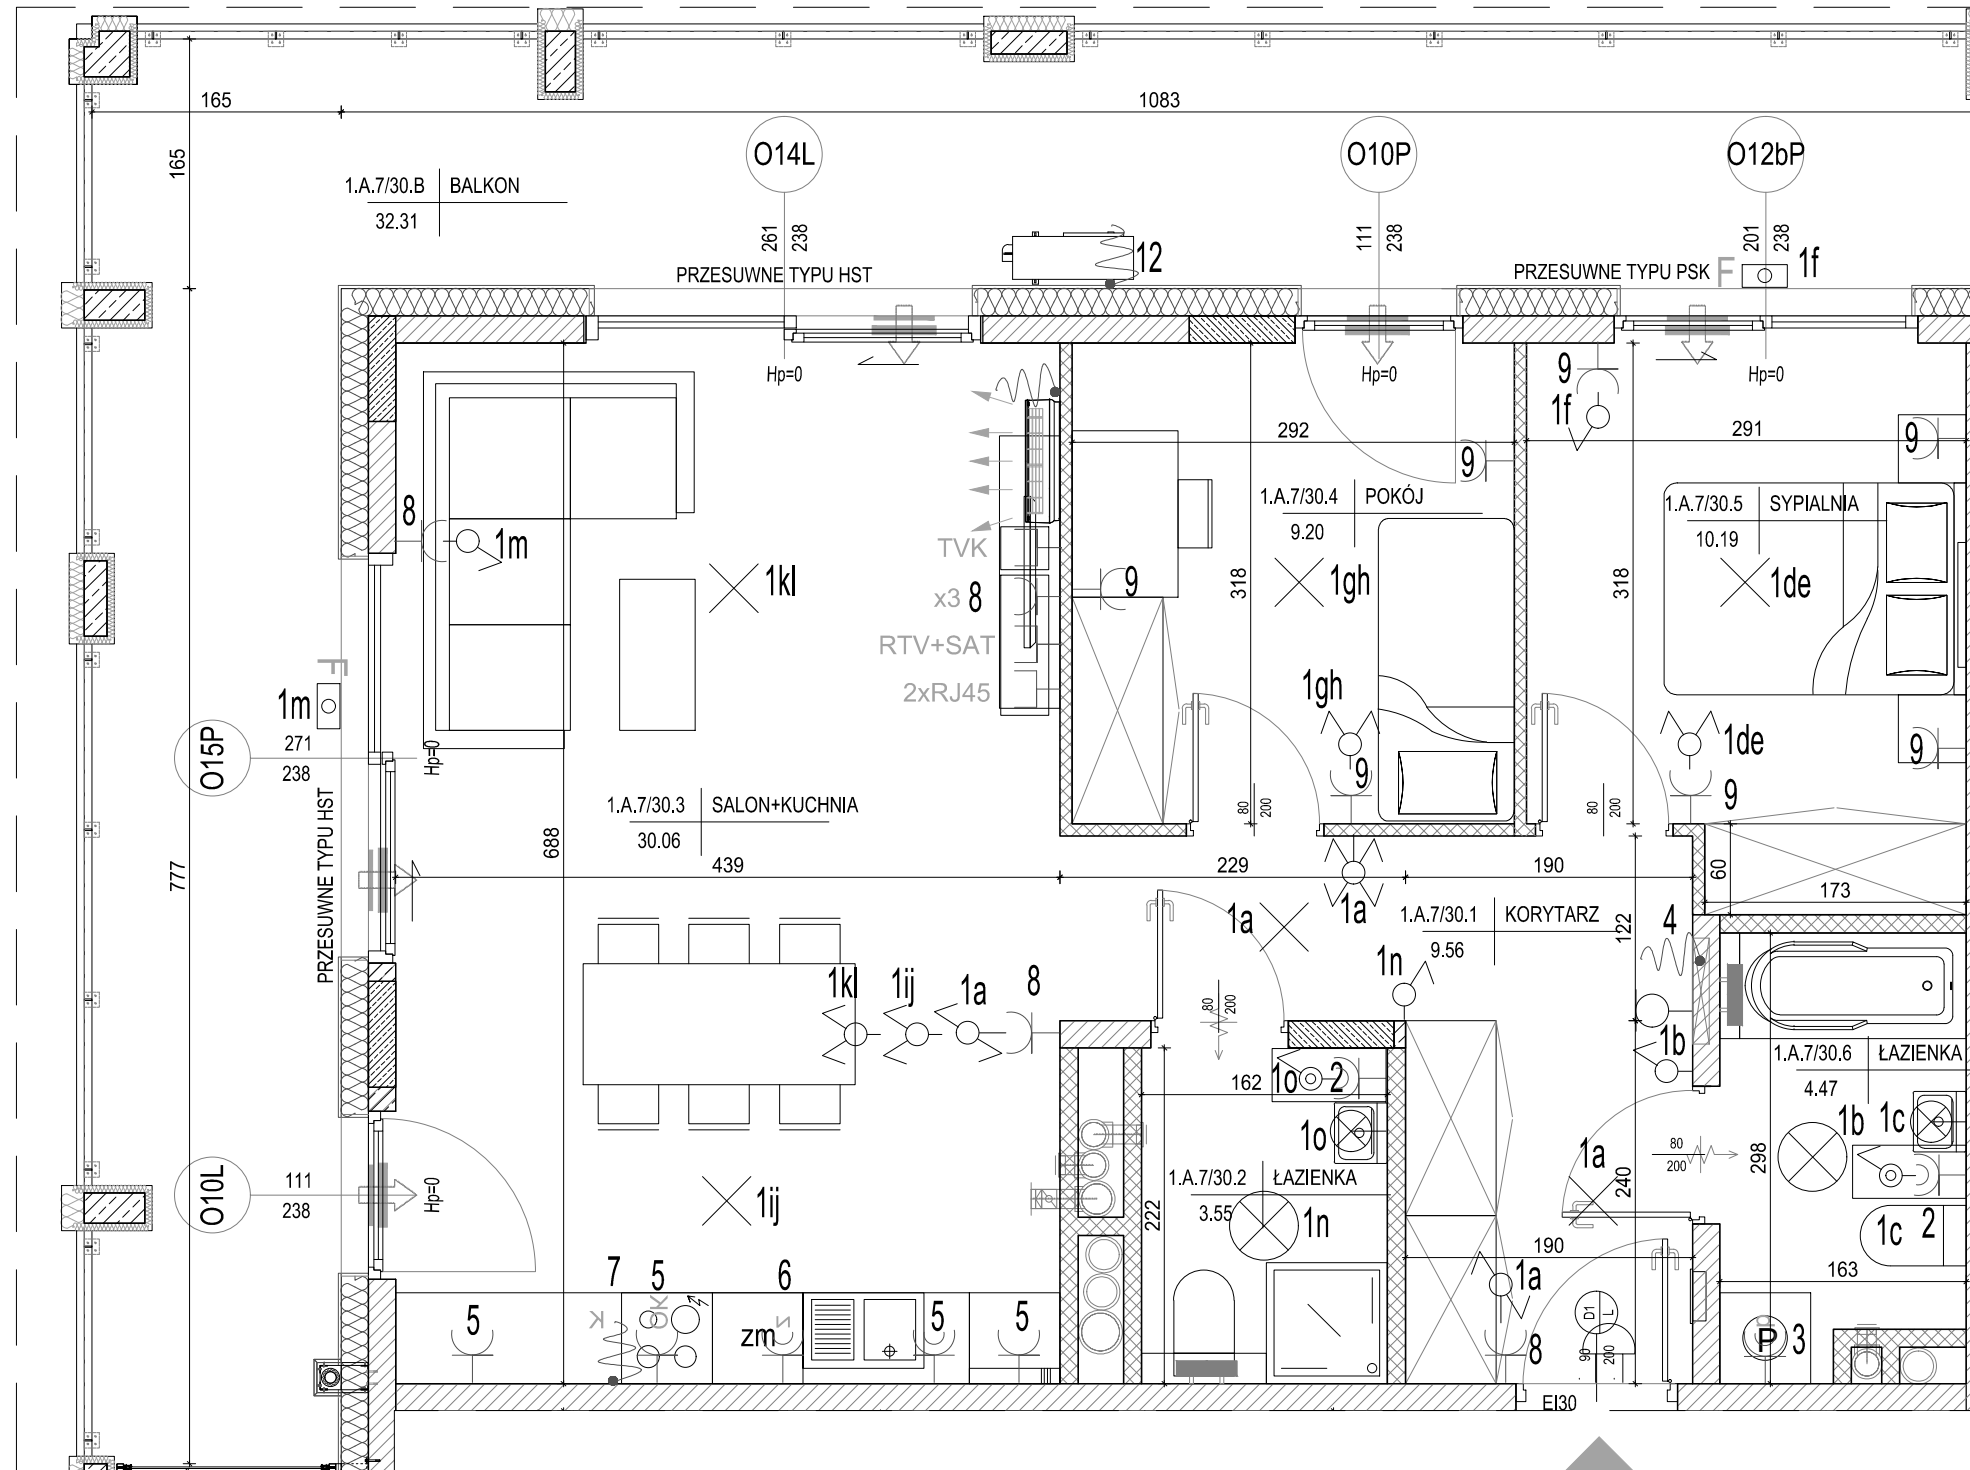 165
1083
165
O14L
O10P
O12bP
1.A.7/30.B BALKON
32.31
261
238
111
238
201
238
12
PRZESUWNE TYPU HST
PRZESUWNE TYPU PSK
F
1f
Hp=0
Hp=0
Hp=0
9
1f
292
291
9
9
8
1m
1.A.7/30.4 POKÓJ
9.20
1.A.7/30.5 SYPIALNIA
10.19
TVK
1kl
x3 8
9
318
1gh
318
1de
RTV+SAT
2xRJ45
F
1m
1gh
1de
O15P
271
238
Hp=0
9
9
9
PRZESUWNE TYPU HST
1.A.7/30.3 SALON+KUCHNIA
30.06
80
200
80
200
688
777
439
229
190
60
173
1a
1a
1.A.7/30.1 KORYTARZ
9.56
122
4
1kl
1ij
1a
8
1n
80
200
1b
1.A.7/30.6 ŁAZIENKA
4.47
162
1o
2
1o
1b
1c
80
200
298
1a
240
O10L
111
238
Hp=0
1.A.7/30.2 ŁAZIENKA
3.55
1n
222
1ij
1c
2
190
163
7
5
6
1a
K
OK
Z
5
zm
5
5
D1
L
90
200
8
P
3
EI30